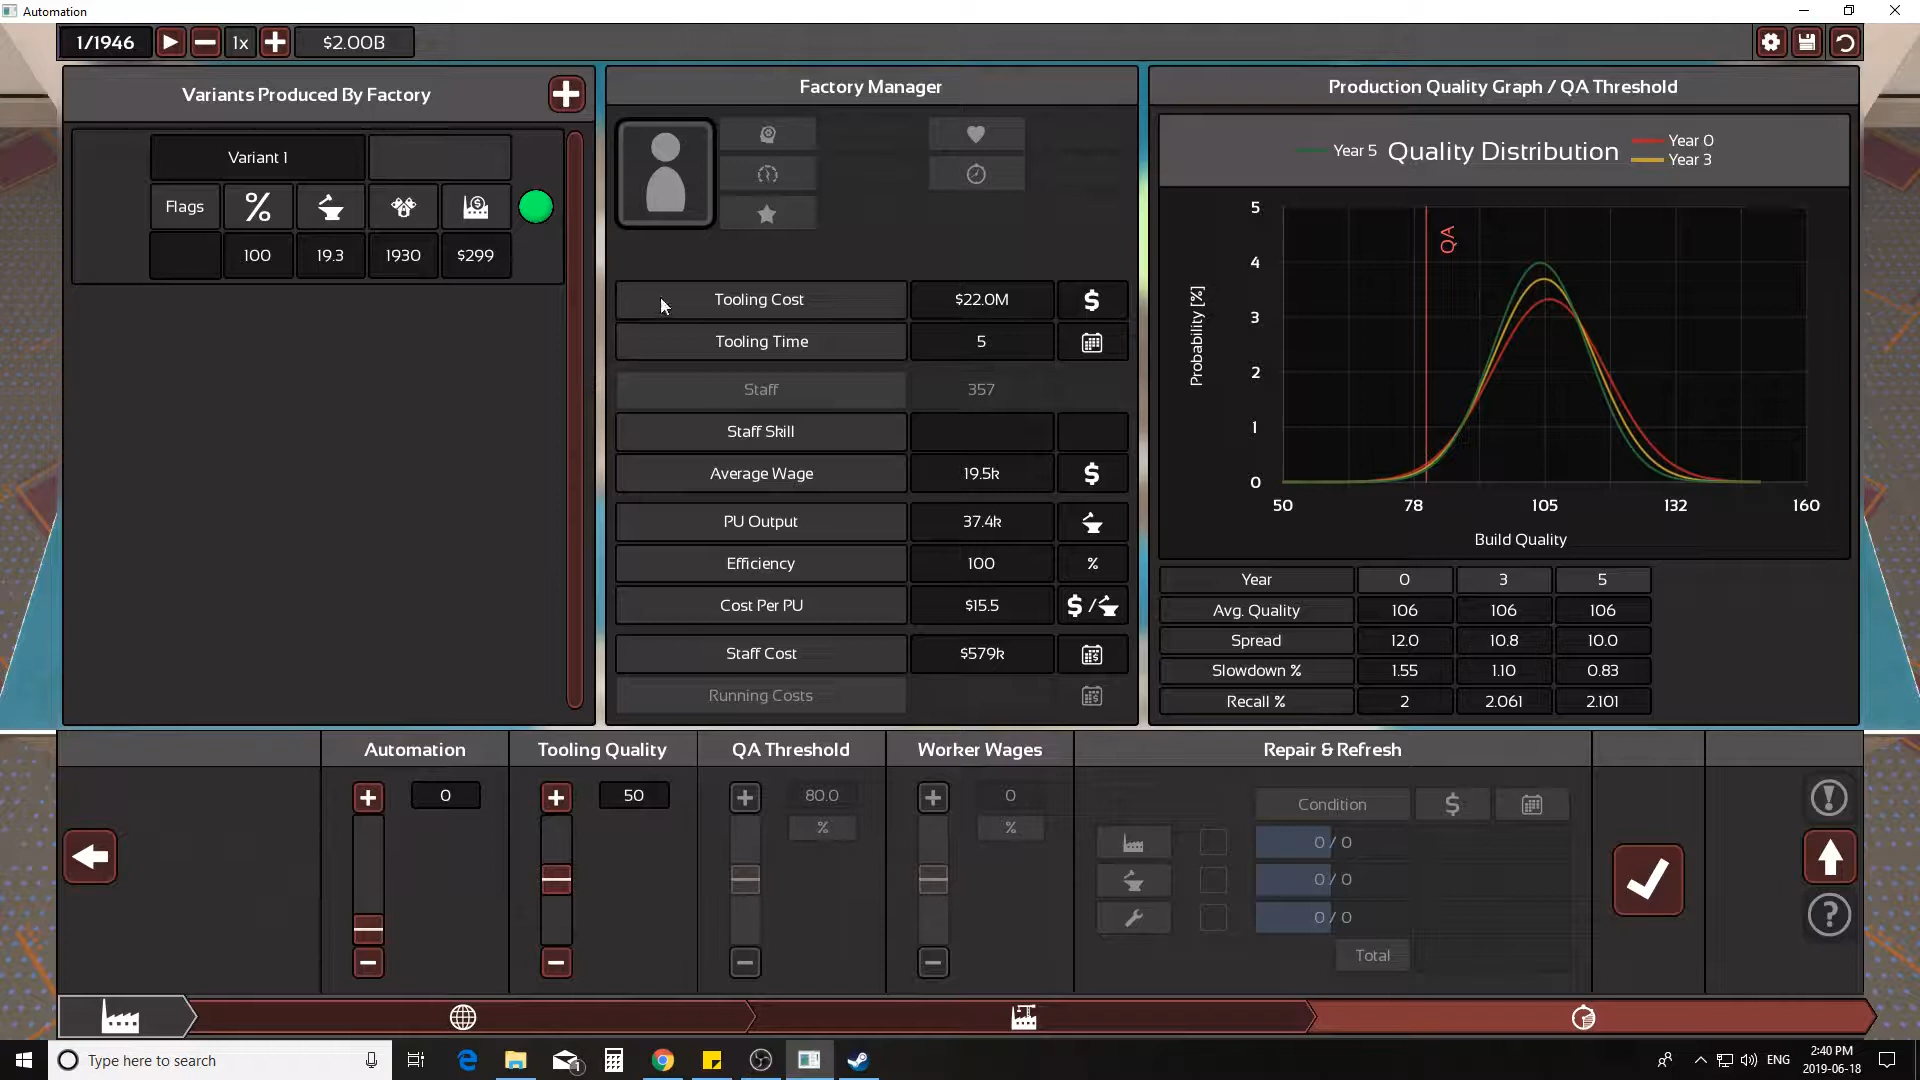 Automation
1/1946
1x
$2.00B
Variants Produced By Factory
Variant 1
Flags
%
100
19.3
1930
$299
Factory Manager
Tooling Cost
$22.0M
$
Tooling Time
5
Staff
357
Staff Skill
Average Wage
19.5k
$
PU Output
37.4k
Efficiency
100
%
Cost Per PU
$15.5
$ /
Staff Cost
$579k
Running Costs
Production Quality Graph / QA Threshold
Year 5
Quality Distribution
Year 0
Year 3
Probability [%]
5
4
3
2
1
0
QA
50
78
105
132
160
Build Quality
Year
0
3
5
Avg. Quality
106
106
106
Spread
12.0
10.8
10.0
Slowdown %
1.55
1.10
0.83
Recall %
2
2.061
2.101
Automation
0
Tooling Quality
50
QA Threshold
80.0
%
Worker Wages
0
%
Repair & Refresh
Condition
$
0 / 0
0 / 0
0 / 0
Total
Type here to search
1
ENG
2:40 PM
2019-06-18